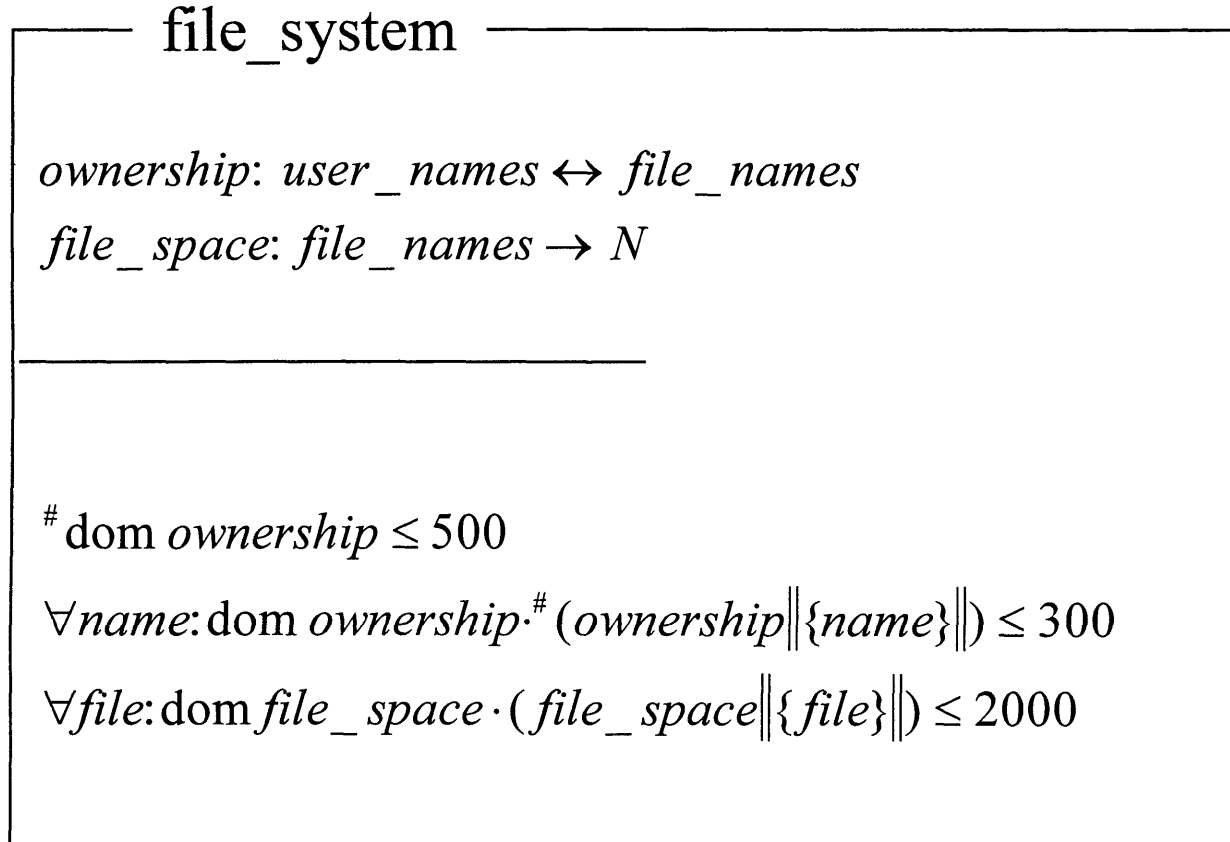 file_system
ownership: user_names ↔ file_names
file_space: file_names → N
# dom ownership ≤ 500
∀name: dom ownership·# (ownership‖{name}‖) ≤ 300
∀file: dom file_space · (file_space‖{file}‖) ≤ 2000